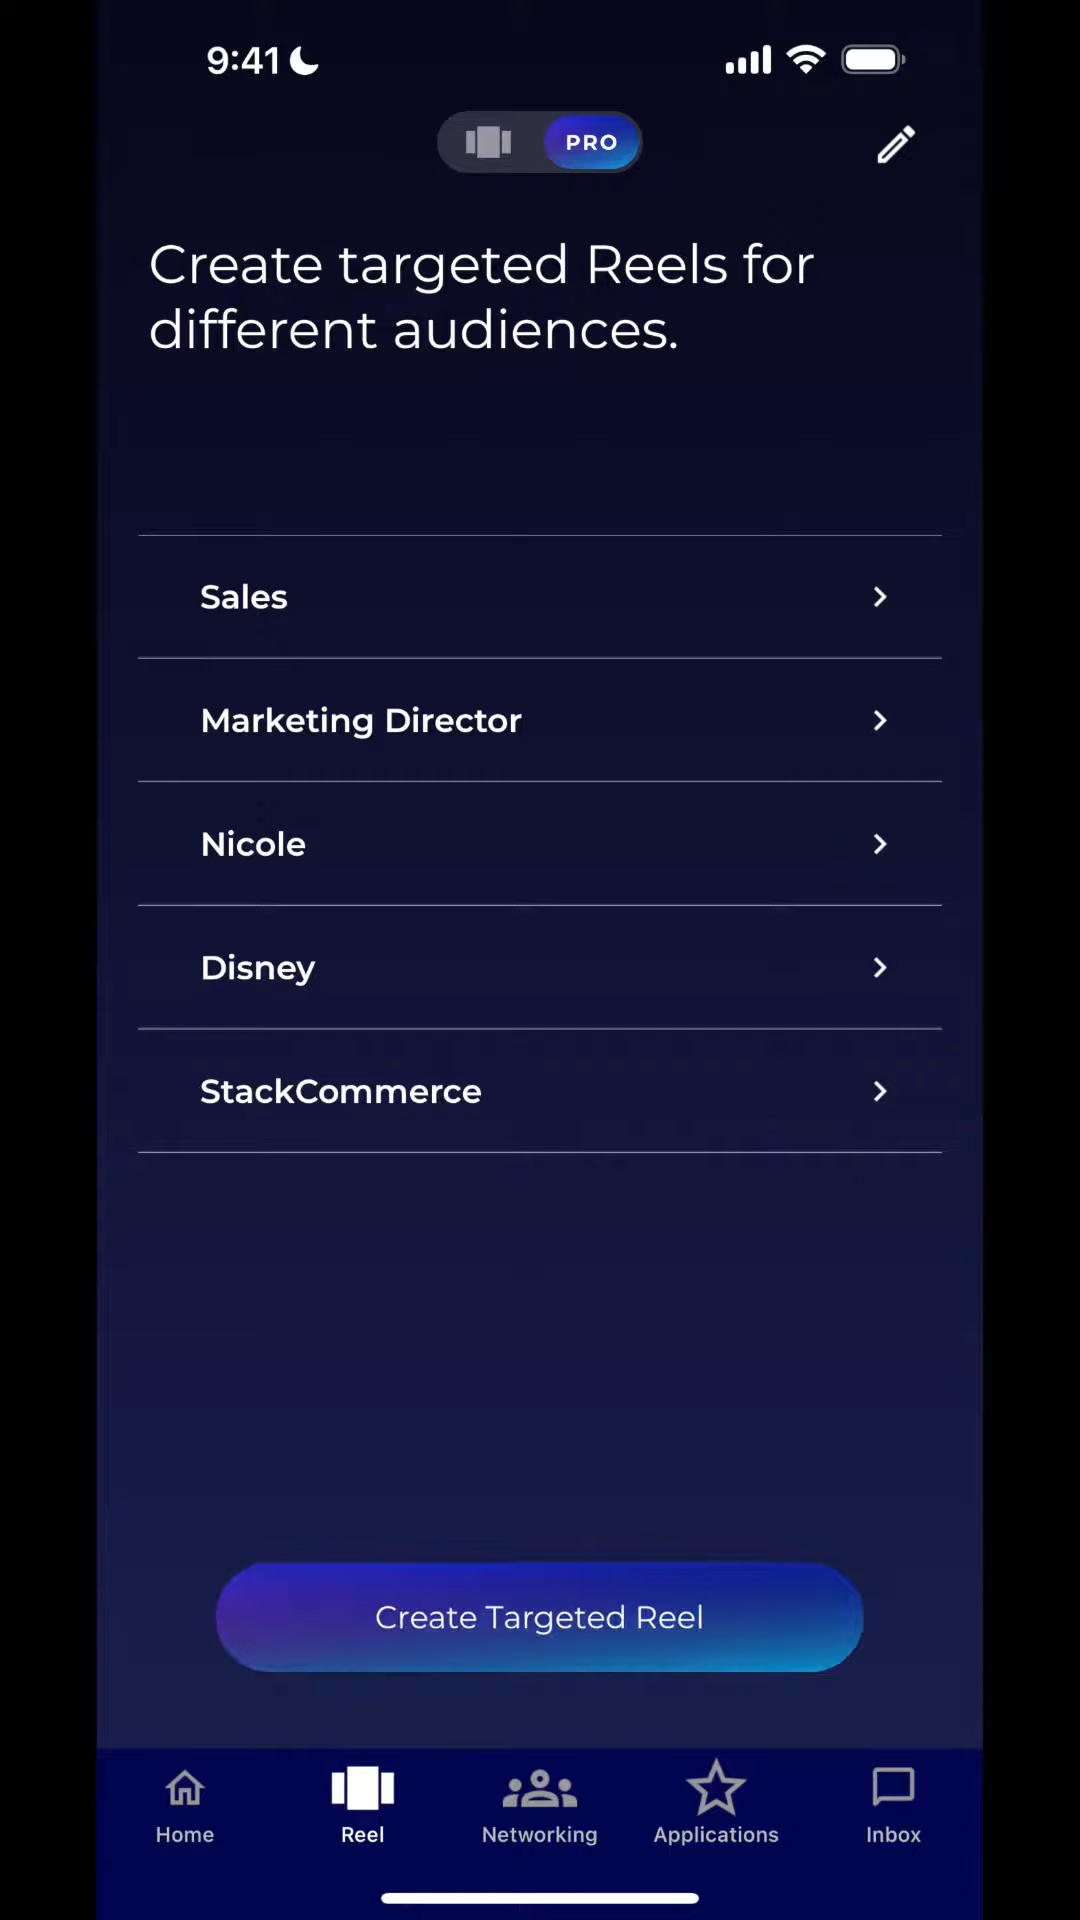 9:41
PRO
Create targeted Reels for
different audiences.
Sales
Marketing Director
Nicole
Disney
StackCommerce
Create Targeted Reel
Home
Reel
Networking
Applications
Inbox